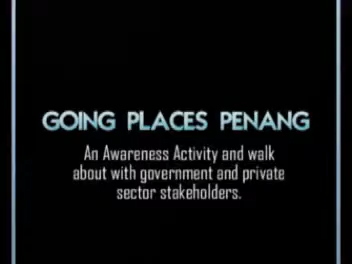 GOING PLACES PENANG
An Awareness Activity and walk
about with government and private
sector stakeholders.